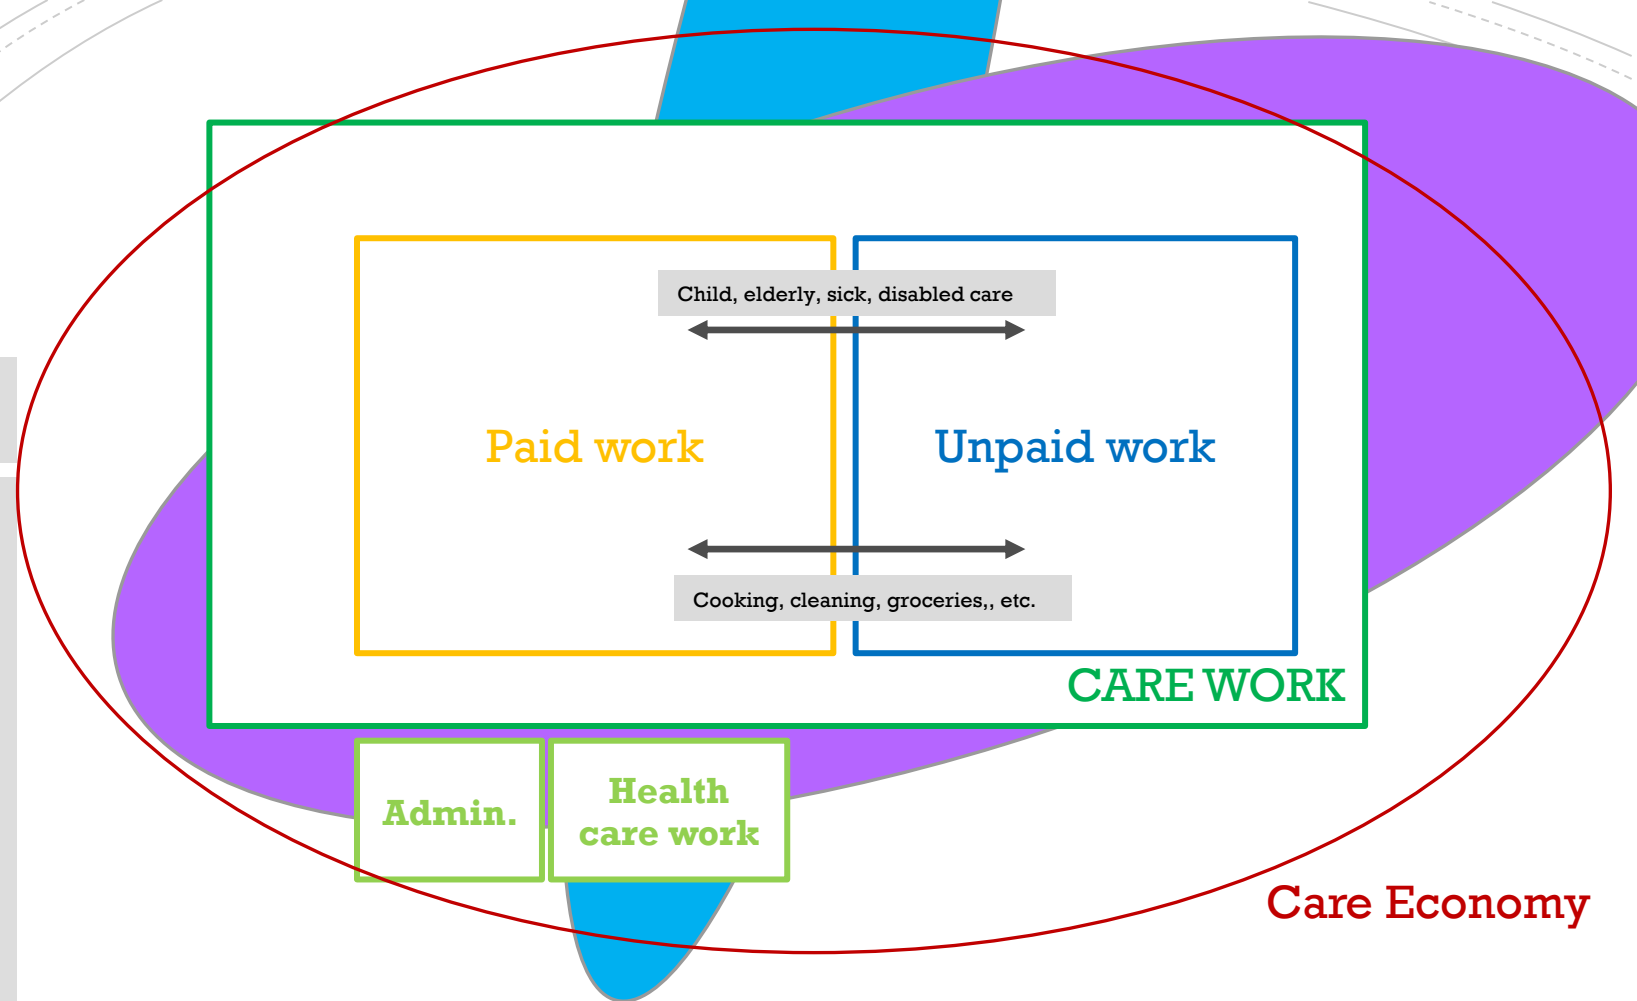 Child, elderly, sick, disabled care
Paid work
Unpaid work
Cooking, cleaning, groceries,, etc.
CARE WORK
Admin.
Health
care work
Care Economy